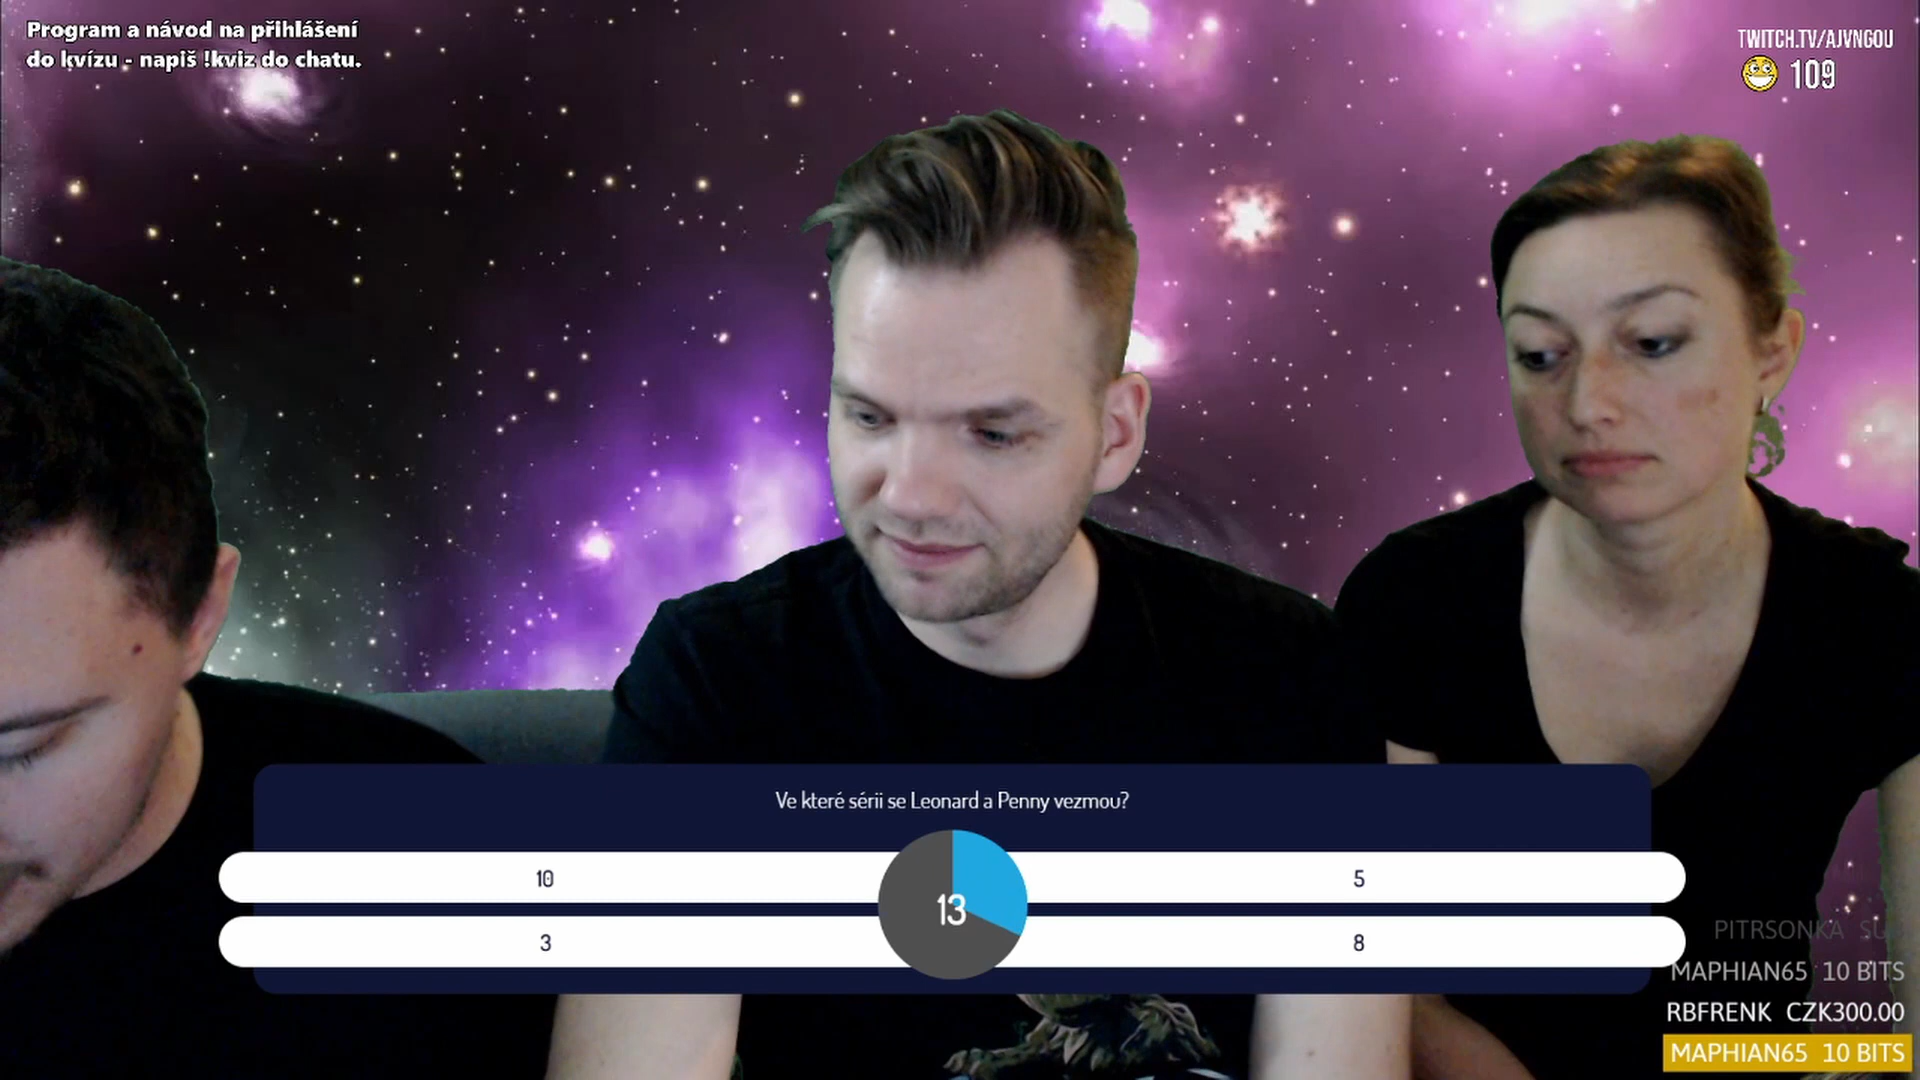 Program a návod na přihlášení
do kvízu - napiš !kviz do chatu.
TWITCH.TV/AJVNGOU
109
Ve které sérii se Leonard a Penny vezmou?
10
5
13
3
8
PITRSONKA
MAPHIAN65 10 BITS
RBFRENK CZK300.00
MAPHIAN65 10 BITS